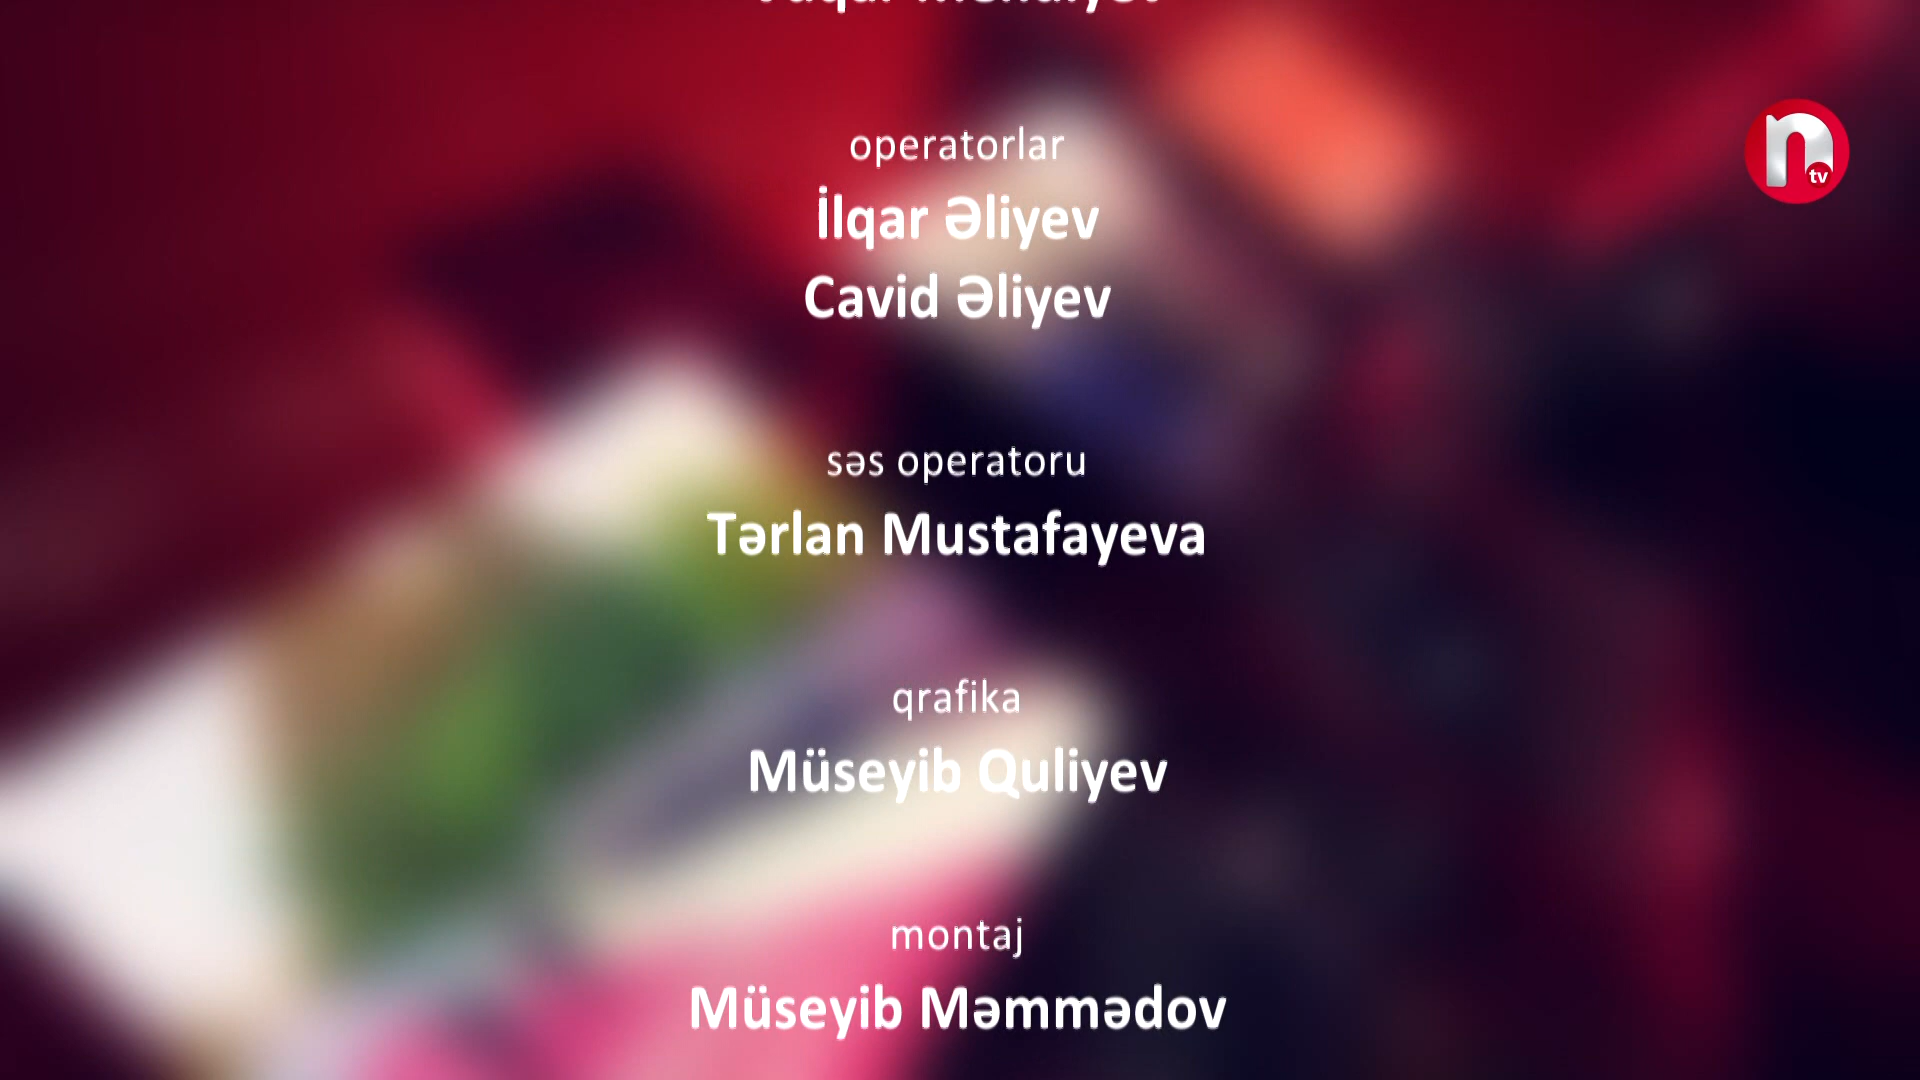 operatorlar
İlqar Əliyev
Cavid Əliyev
səs operatoru
Tərlan Mustafayeva
qrafika
Müseyib Quliyev
montaj
Müseyib Məmmədov
n tv